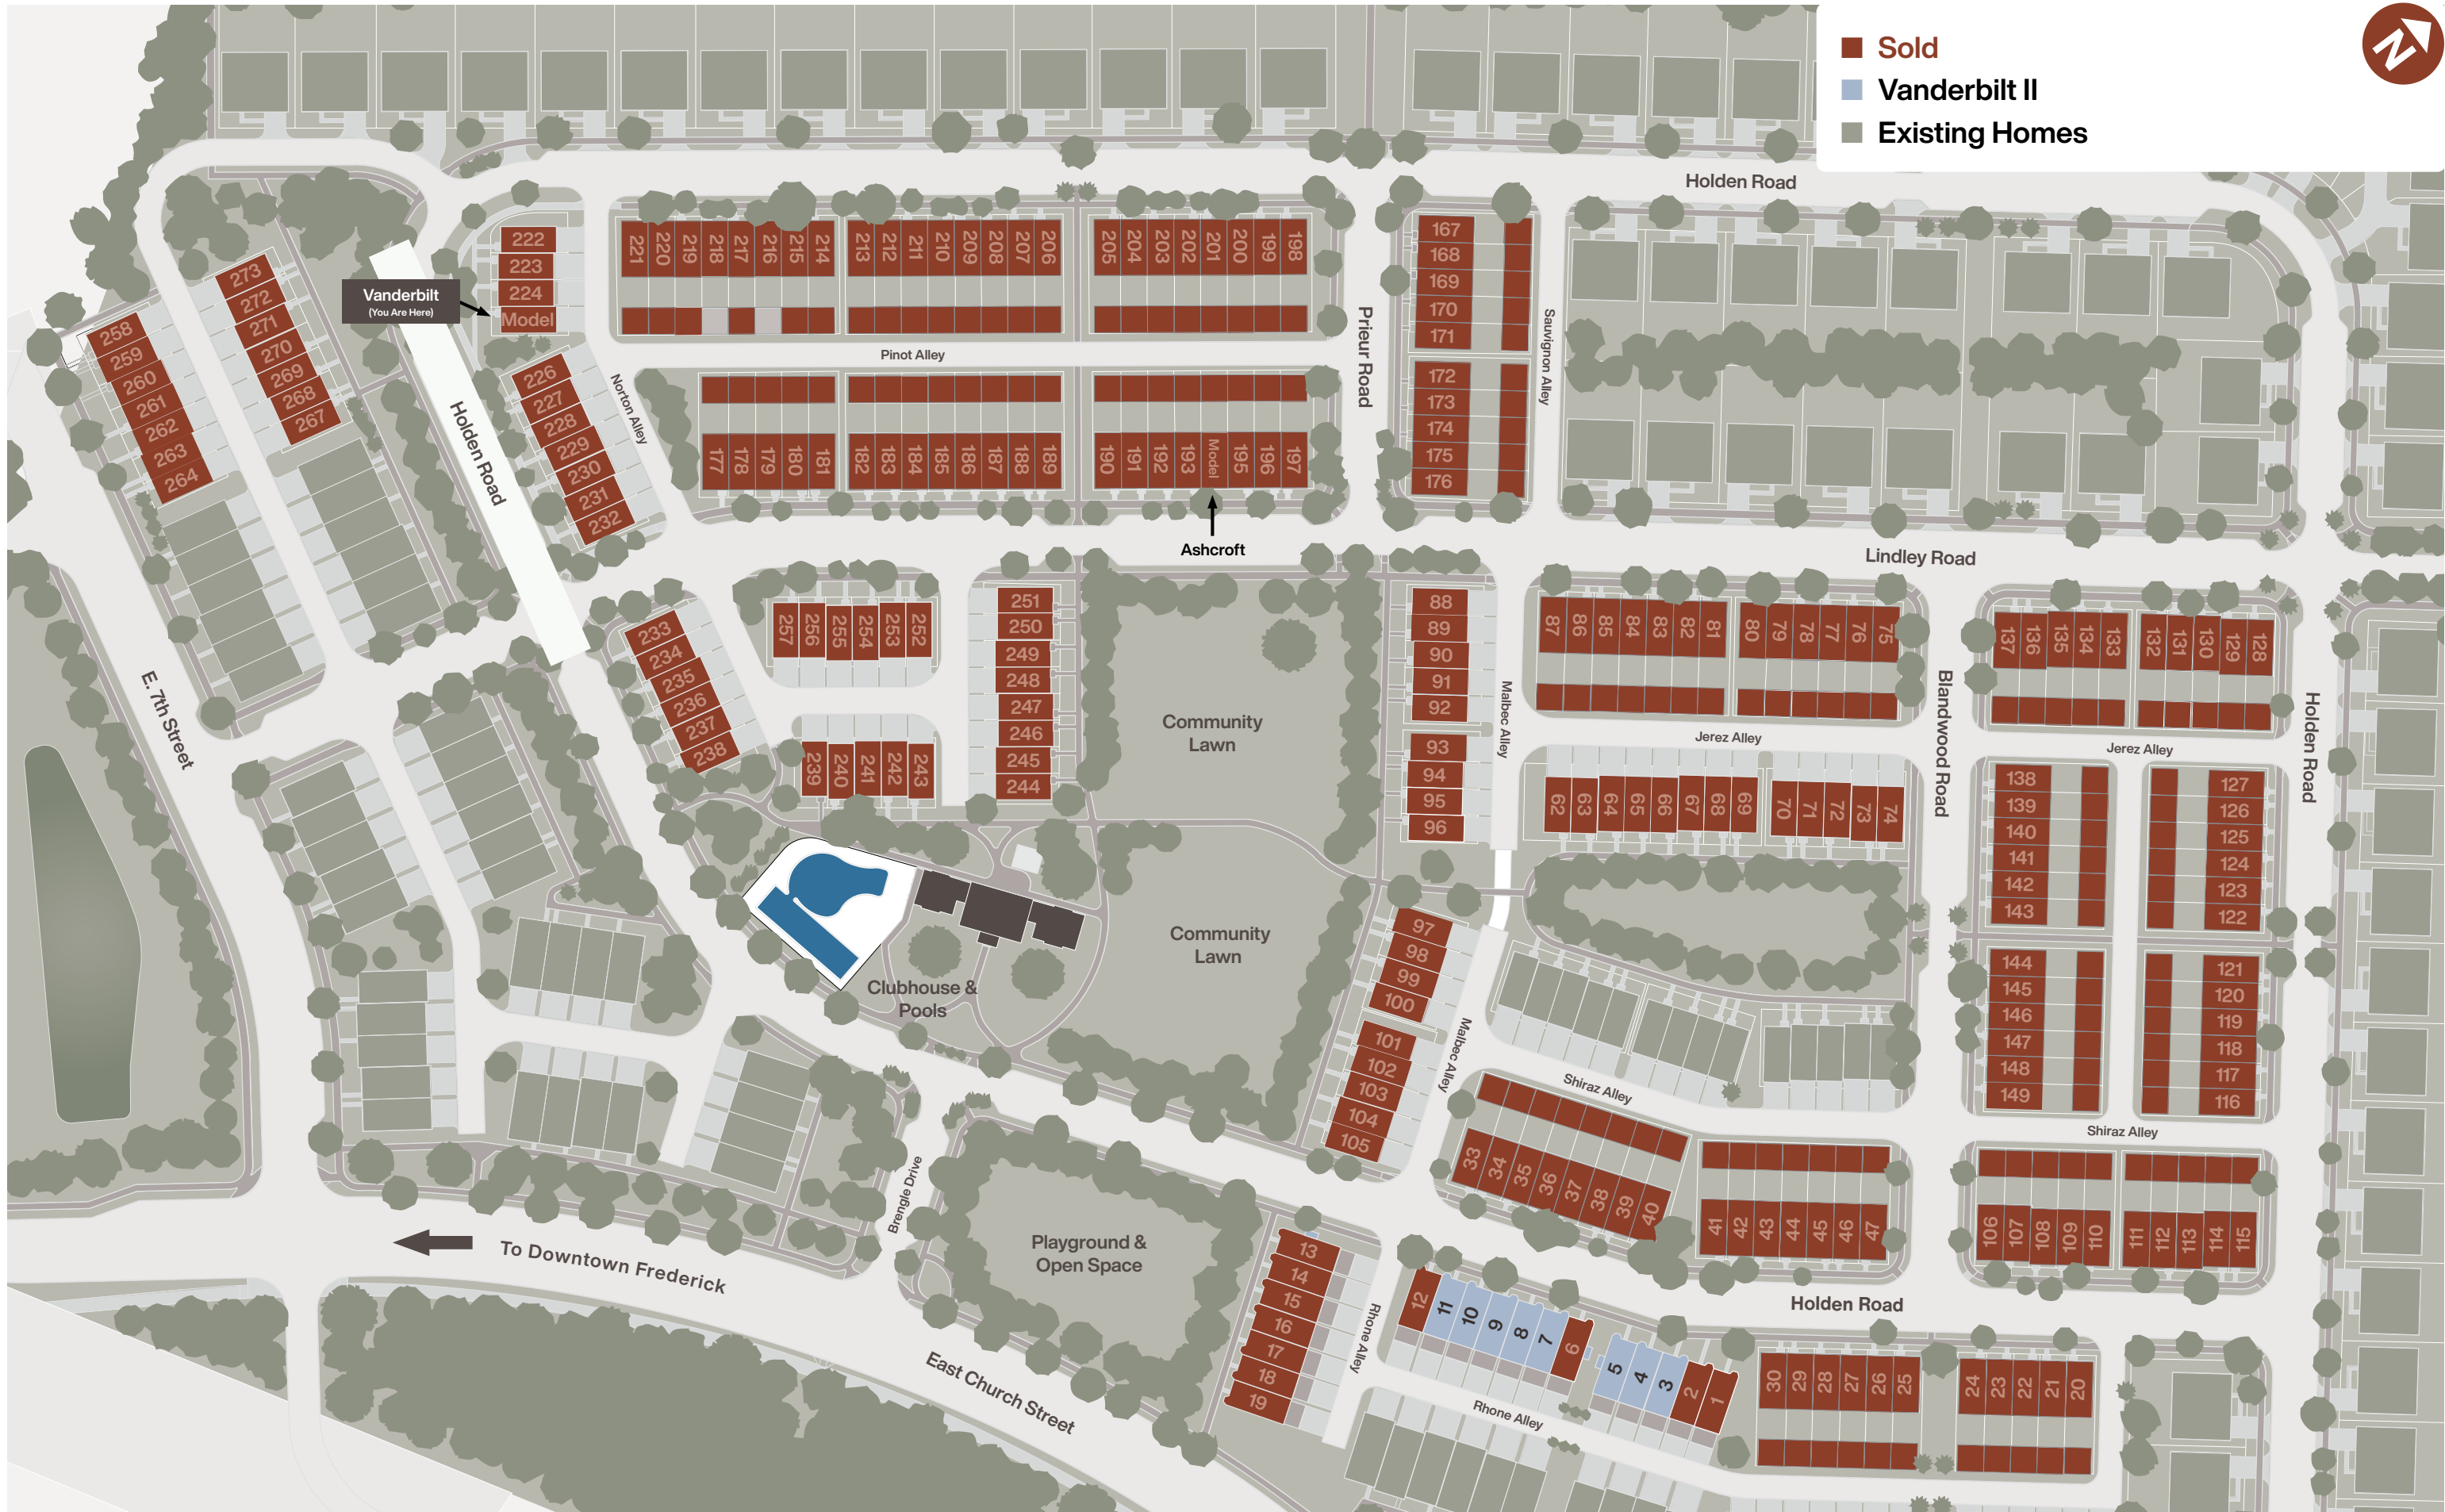 Sold
Vanderbilt II
Existing Homes
N
Holden Road
222
223
224
Model
Vanderbilt
(You Are Here)
221 220 219 218 217 216 215 214
213 212 211 210 209 208 207 206
205 204 203 202 201 200 199 198
Pinot Alley
177 178 179 180 181
182 183 184 185 186 187 188 189
190 191 192 193 Model 195 196 197
Ashcroft
Prieur Road
167
168
169
170
171
172
173
174
175
176
Sauvignon Alley
Lindley Road
273
272
271
270
269
268
267
258
259
260
261
262
263
264
Holden Road
226
227
228
229
230
231
232
Norton Alley
E. 7th Street
233
234
235
236
237
238
257 256 255 254 253 252
239 240 241 242 243
251
250
249
248
247
246
245
244
Community
Lawn
Community
Lawn
Clubhouse &
Pools
88
89
90
91
92
93
94
95
96
Malbec Alley
97
98
99
100
101
102
103
104
105
Malbec Alley
87 86 85 84 83 82 81
80 79 78 77 76 75
Jerez Alley
62 63 64 65 66 67 68 69
70 71 72 73 74
Blandwood Road
137 136 135 134 133
132 131 130 129 128
Jerez Alley
Holden Road
138
139
140
141
142
143
127
126
125
124
123
122
144
145
146
147
148
149
121
120
119
118
117
116
Shiraz Alley
Shiraz Alley
33 34 35 36 37 38 39 40
41 42 43 44 45 46 47
106 107 108 109 110
111 112 113 114 115
Holden Road
Brengle Drive
Playground &
Open Space
To Downtown Frederick
East Church Street
13
14
15
16
17
18
19
Rhone Alley
12 11 10 9 8 7 6
5 4 3 2 1
Rhone Alley
30 29 28 27 26 25
24 23 22 21 20